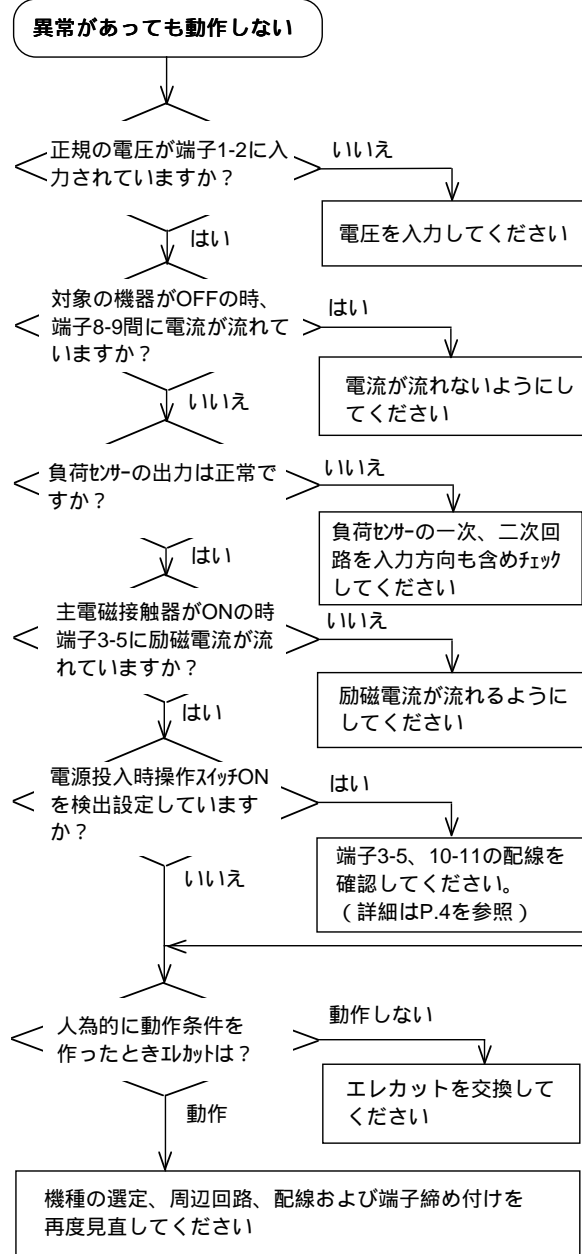 異常があっても動作しない
正規の電圧が端子1-2に入
力されていますか？
いいえ
電圧を入力してください
はい
対象の機器がOFFの時、
端子8-9間に電流が流れて
いますか？
はい
電流が流れないようにし
てください
いいえ
負荷ｾﾝｻｰの出力は正常で
すか？
いいえ
負荷ｾﾝｻｰの一次、二次回
路を入力方向も含めﾁｪｯｸ
してください
はい
主電磁接触器がONの時
端子3-5に励磁電流が流
れていますか？
いいえ
励磁電流が流れるように
してください
はい
電源投入時操作ｽｲｯﾁON
を検出設定しています
か？
はい
端子3-5、10-11の配線を
確認してください。
（詳細はP.4を参照）
いいえ
人為的に動作条件を
作ったときｴﾚｶｯﾄは？
動作しない
エレカットを交換して
ください
動作
機種の選定、周辺回路、配線および端子締め付けを
再度見直してください